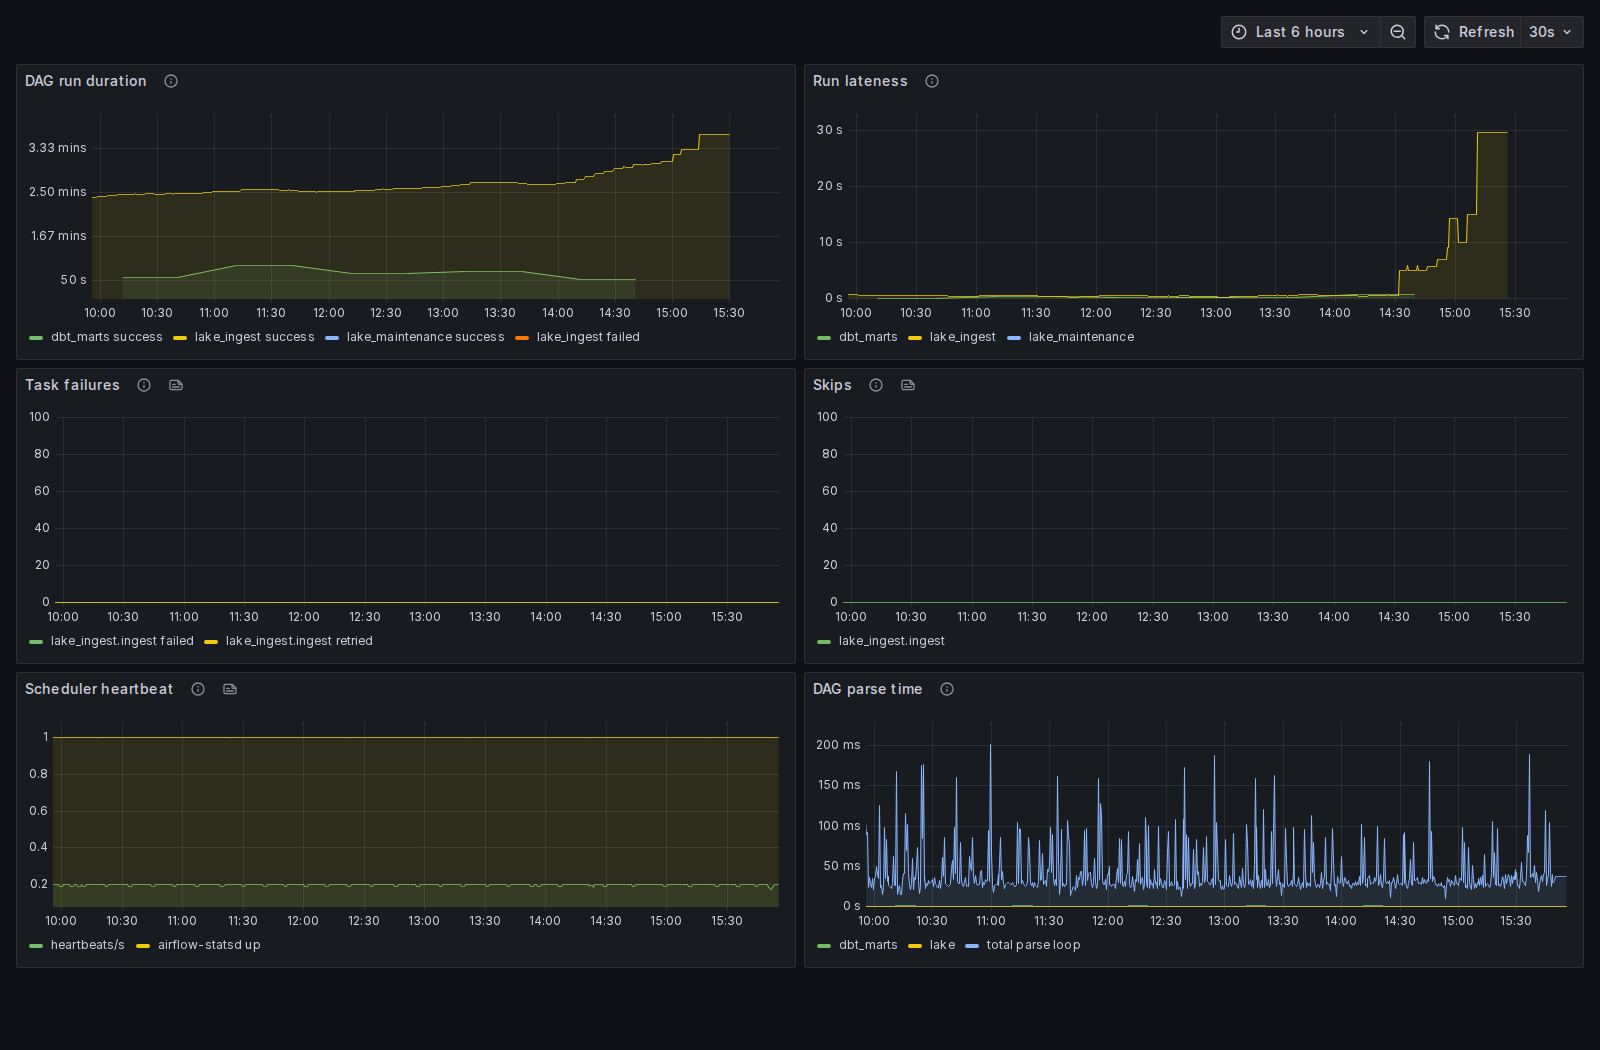 Last 6 hours
Refresh
30s
DAG run duration
3.33 mins
2.50 mins
1.67 mins
50 s
10:00 10:30 11:00 11:30 12:00 12:30 13:00 13:30 14:00 14:30 15:00 15:30
dbt_marts success lake_ingest success lake_maintenance success lake_ingest failed
Run lateness
30 s
20 s
10 s
0 s
10:00 10:30 11:00 11:30 12:00 12:30 13:00 13:30 14:00 14:30 15:00 15:30
dbt_marts lake_ingest lake_maintenance
Task failures
100
80
60
40
20
0
10:00 10:30 11:00 11:30 12:00 12:30 13:00 13:30 14:00 14:30 15:00 15:30
lake_ingest.ingest failed lake_ingest.ingest retried
Skips
100
80
60
40
20
0
10:00 10:30 11:00 11:30 12:00 12:30 13:00 13:30 14:00 14:30 15:00 15:30
lake_ingest.ingest
Scheduler heartbeat
1
0.8
0.6
0.4
0.2
10:00 10:30 11:00 11:30 12:00 12:30 13:00 13:30 14:00 14:30 15:00 15:30
heartbeats/s airflow-statsd up
DAG parse time
200 ms
150 ms
100 ms
50 ms
0 s
10:00 10:30 11:00 11:30 12:00 12:30 13:00 13:30 14:00 14:30 15:00 15:30
dbt_marts lake total parse loop